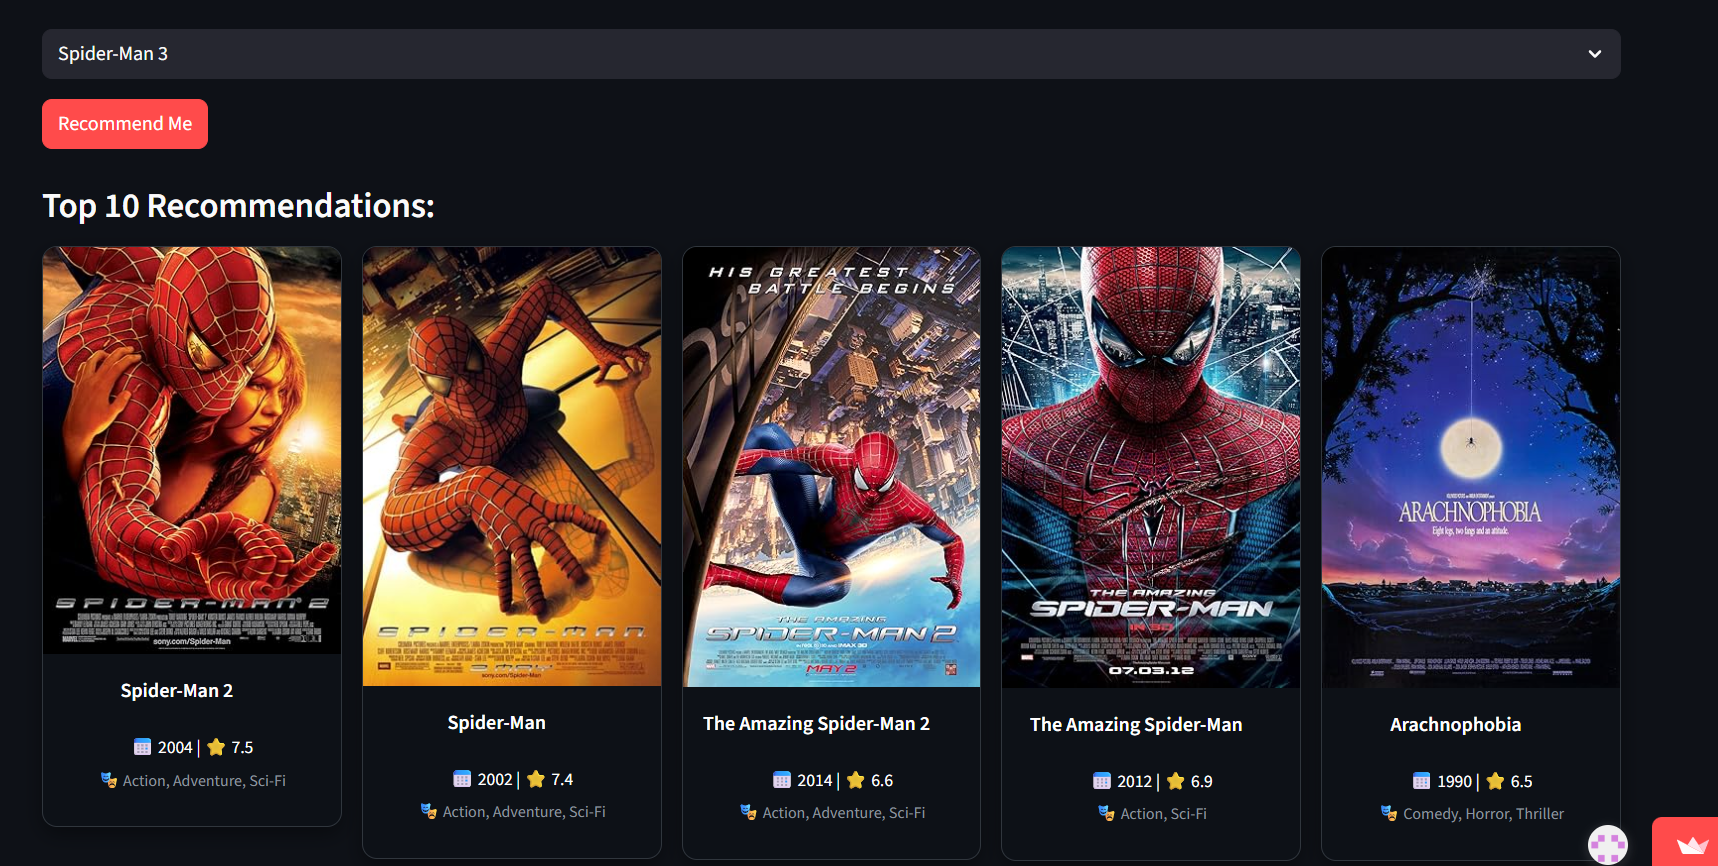 Spider-Man 3
Recommend Me
Top 10 Recommendations:
SPIDER-MAN 2
sony.com/Spider-Man
Spider-Man 2
2004 | 7.5
Action, Adventure, Sci-Fi
SPIDER-MAN
sony.com/Spider-Man
Spider-Man
2002 | 7.4
Action, Adventure, Sci-Fi
HIS GREATEST
BATTLE BEGINS
THE AMAZING
SPIDER-MAN 2
MAY 2
The Amazing Spider-Man 2
2014 | 6.6
Action, Adventure, Sci-Fi
THE AMAZING
SPIDER-MAN
IN 3D
07.03.12
The Amazing Spider-Man
2012 | 6.9
Action, Sci-Fi
ARACHNOPHOBIA
Eight legs, two fangs and an attitude.
Arachnophobia
1990 | 6.5
Comedy, Horror, Thriller